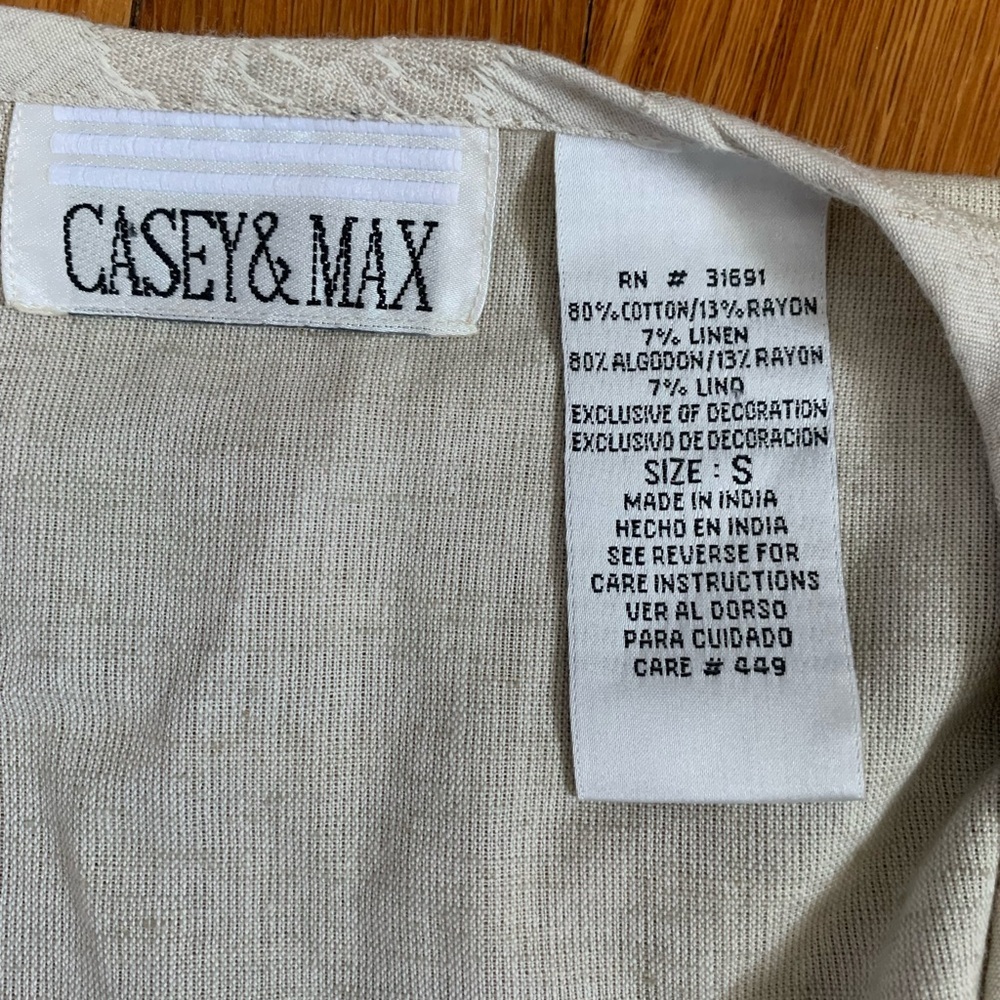 CASEY & MAX
RN # 31691
80%COTTON/13%RAYON
7% LINEN
80% ALGODON/13% RAYON
7% LINO
EXCLUSIVE OF DECORATION
EXCLUSIVO DE DECORACION
SIZE : S
MADE IN INDIA
HECHO EN INDIA
SEE REVERSE FOR
CARE INSTRUCTIONS
VER AL DORSO
PARA CUIDADO
CARE # 449